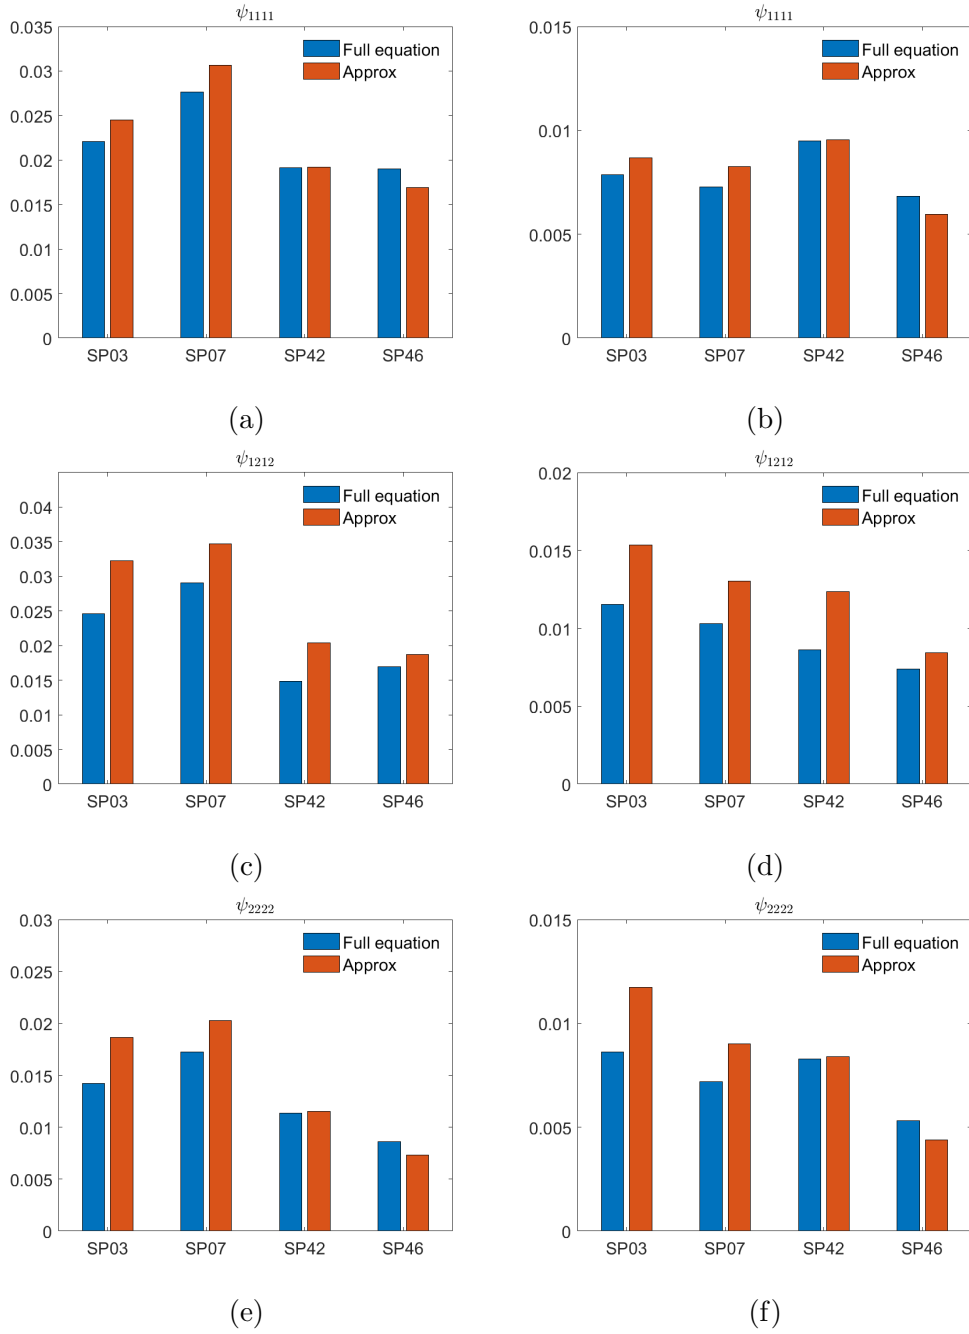 ψ1111
0.035
0.03
0.025
0.02
0.015
0.01
0.005
0
Full equation
Approx
SP03 SP07 SP42 SP46
(a)
ψ1111
0.015
0.01
0.005
0
Full equation
Approx
SP03 SP07 SP42 SP46
(b)
ψ1212
0.04
0.035
0.03
0.025
0.02
0.015
0.01
0.005
0
Full equation
Approx
SP03 SP07 SP42 SP46
(c)
ψ1212
0.02
0.015
0.01
0.005
0
Full equation
Approx
SP03 SP07 SP42 SP46
(d)
ψ2222
0.03
0.025
0.02
0.015
0.01
0.005
0
Full equation
Approx
SP03 SP07 SP42 SP46
(e)
ψ2222
0.015
0.01
0.005
0
Full equation
Approx
SP03 SP07 SP42 SP46
(f)